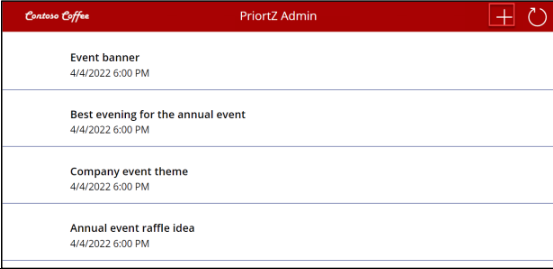 Contoso Coffee
PriortZ Admin
Event banner
4/4/2022 6:00 PM
Best evening for the annual event
4/4/2022 6:00 PM
Company event theme
4/4/2022 6:00 PM
Annual event raffle idea
4/4/2022 6:00 PM